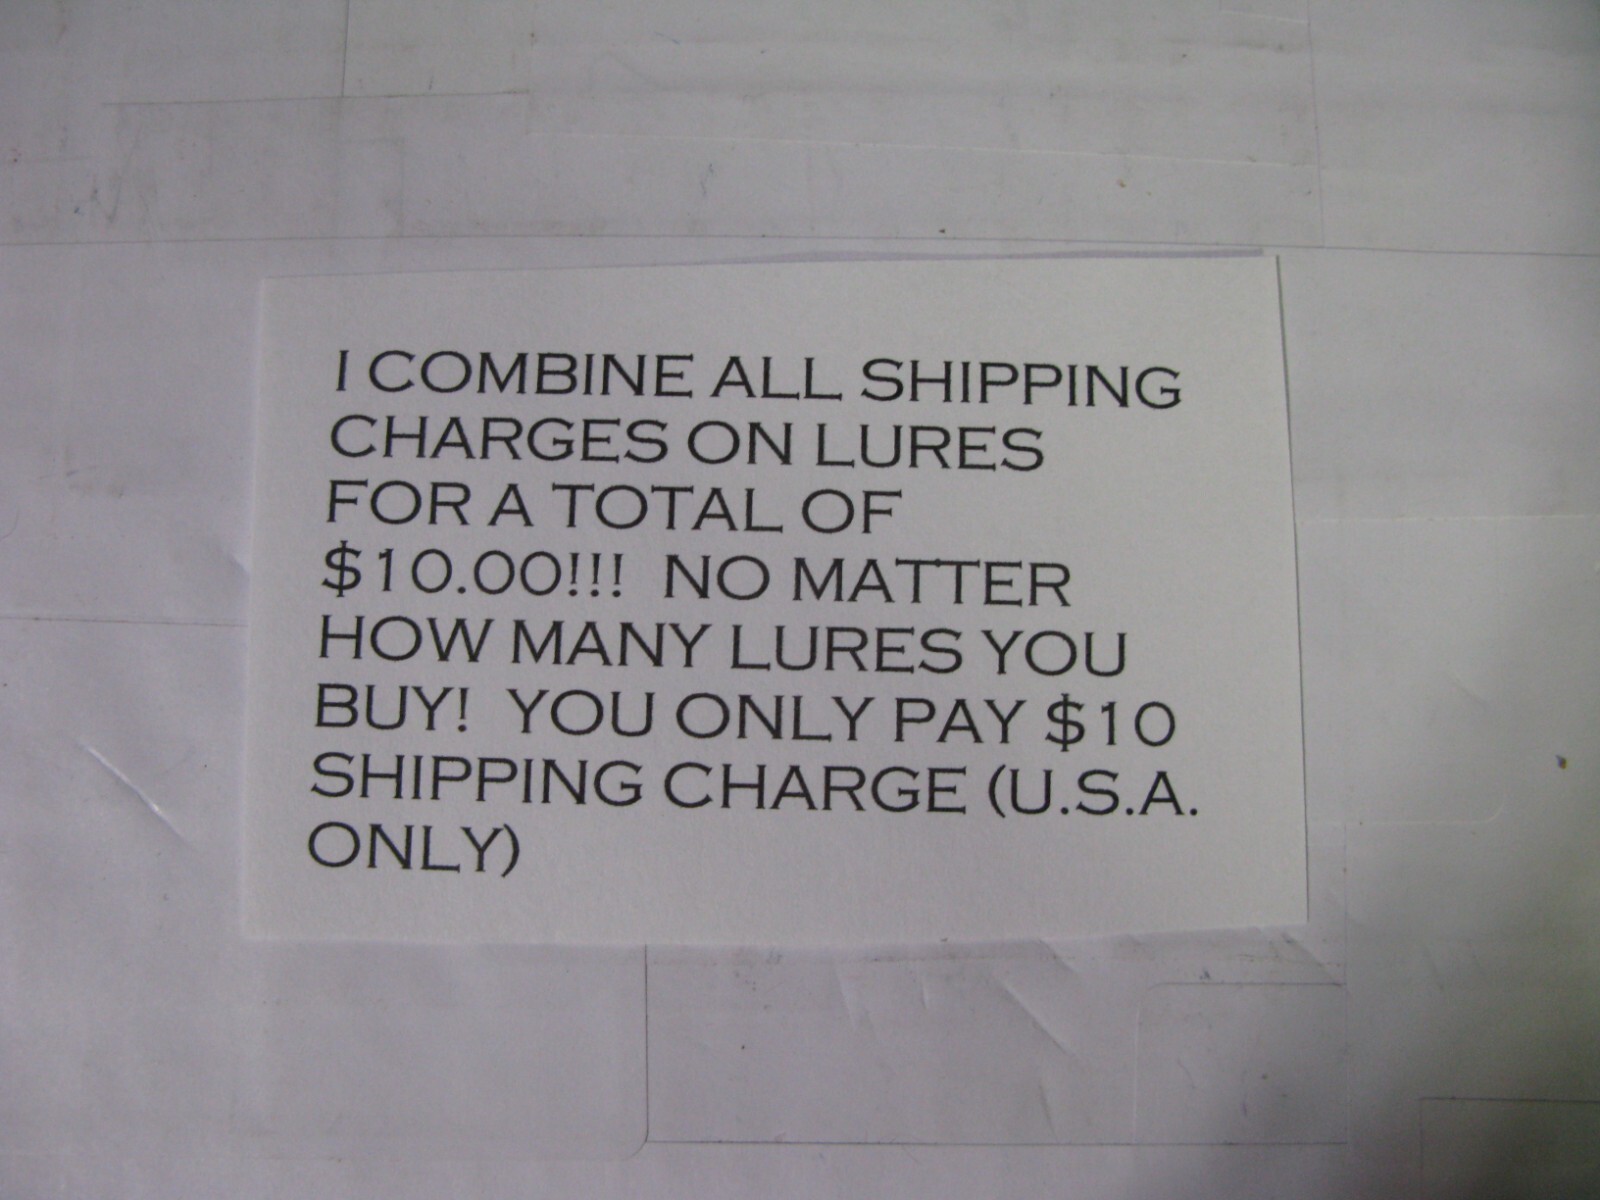 I COMBINE ALL SHIPPING
CHARGES ON LURES
FOR A TOTAL OF
$10.00!!!  NO MATTER
HOW MANY LURES YOU
BUY!  YOU ONLY PAY $10
SHIPPING CHARGE (U.S.A.
ONLY)